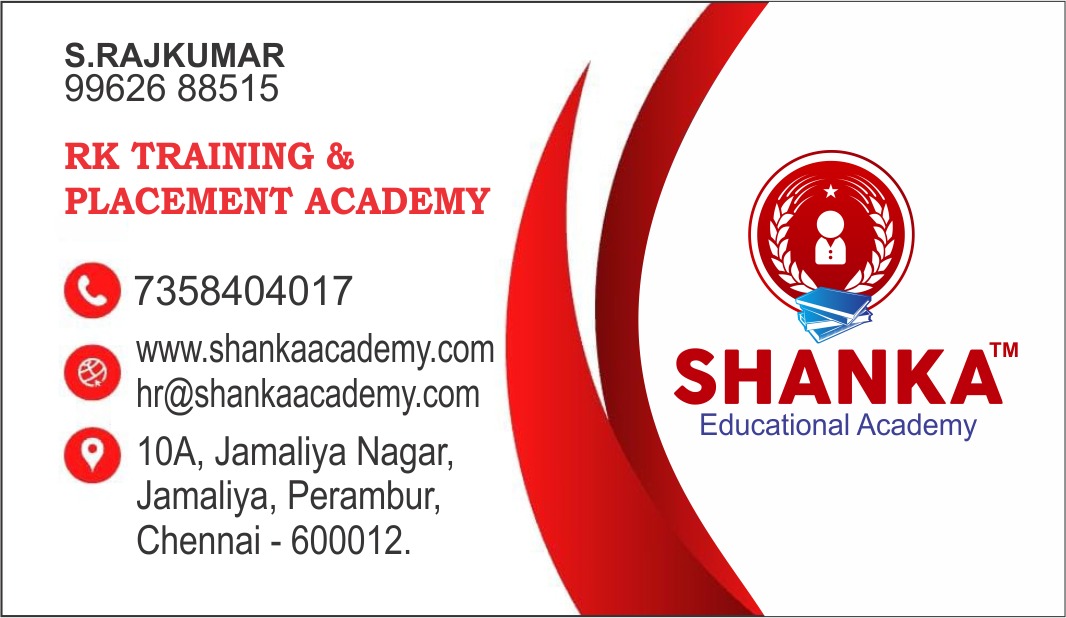 S.RAJKUMAR
99626 88515
RK TRAINING &
PLACEMENT ACADEMY
7358404017
www.shankaacademy.com
hr@shankaacademy.com
10A, Jamaliya Nagar,
Jamaliya, Perambur,
Chennai - 600012.
SHANKA™
Educational Academy